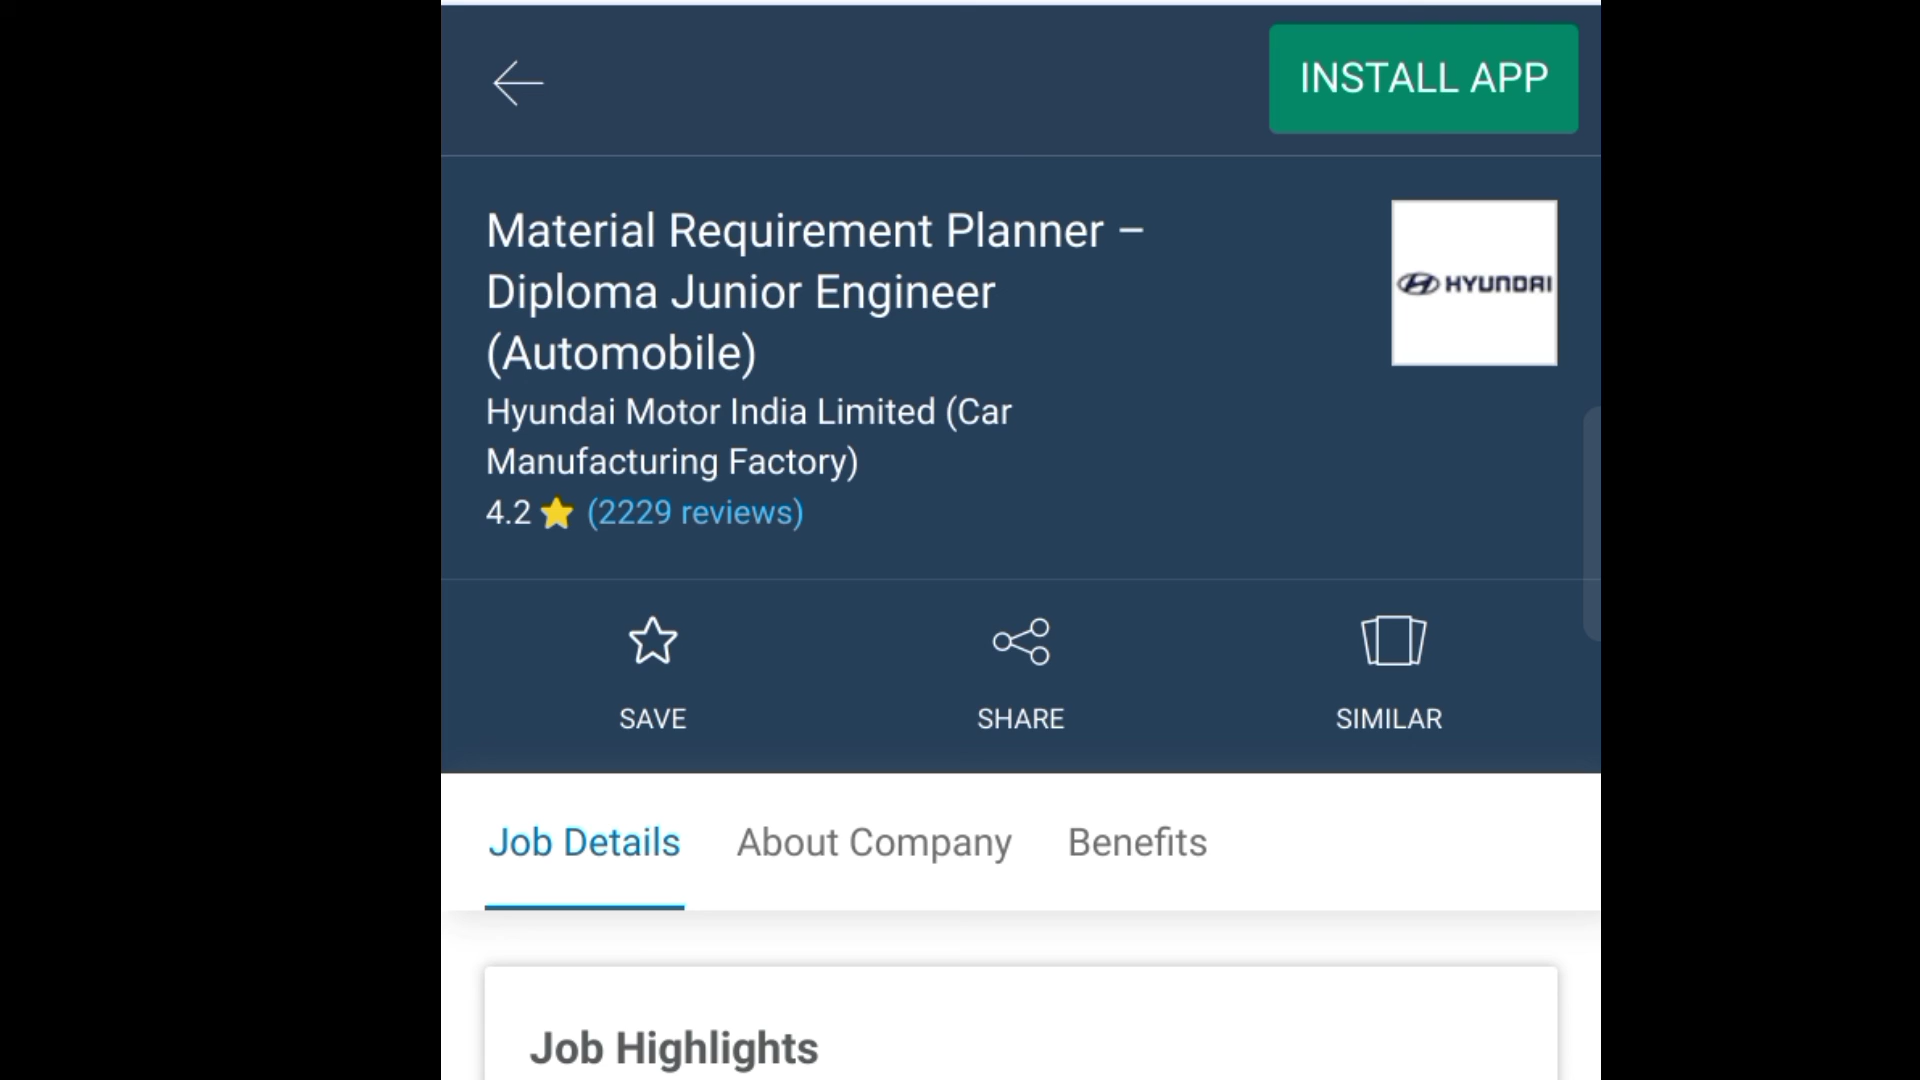 INSTALL APP
Material Requirement Planner –
Diploma Junior Engineer
(Automobile)
HYUNDAI
Hyundai Motor India Limited (Car
Manufacturing Factory)
4.2 (2229 reviews)
SAVE SHARE SIMILAR
Job Details About Company Benefits
Job Highlights